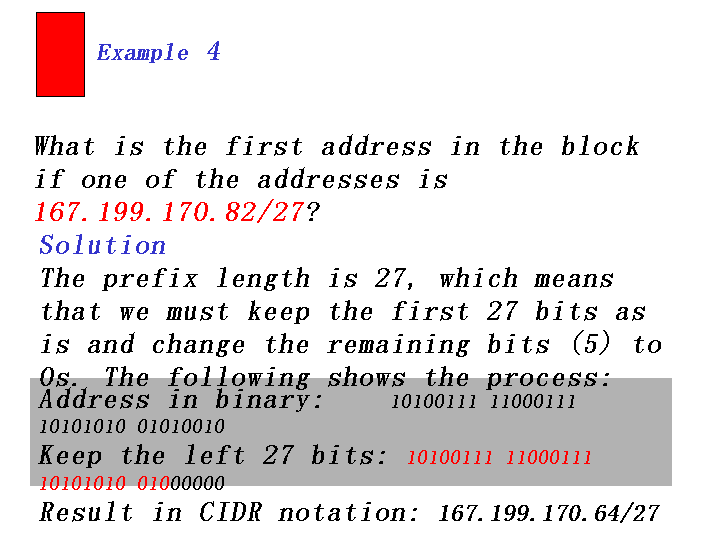 Example 4
What is the first address in the block
if one of the addresses is
167.199.170.82/27?
Solution
The prefix length is 27, which means
that we must keep the first 27 bits as
is and change the remaining bits (5) to
0s. The following shows the process:
Address in binary: 10100111 11000111
10101010 01010010
Keep the left 27 bits: 10100111 11000111
10101010 01000000
Result in CIDR notation: 167.199.170.64/27